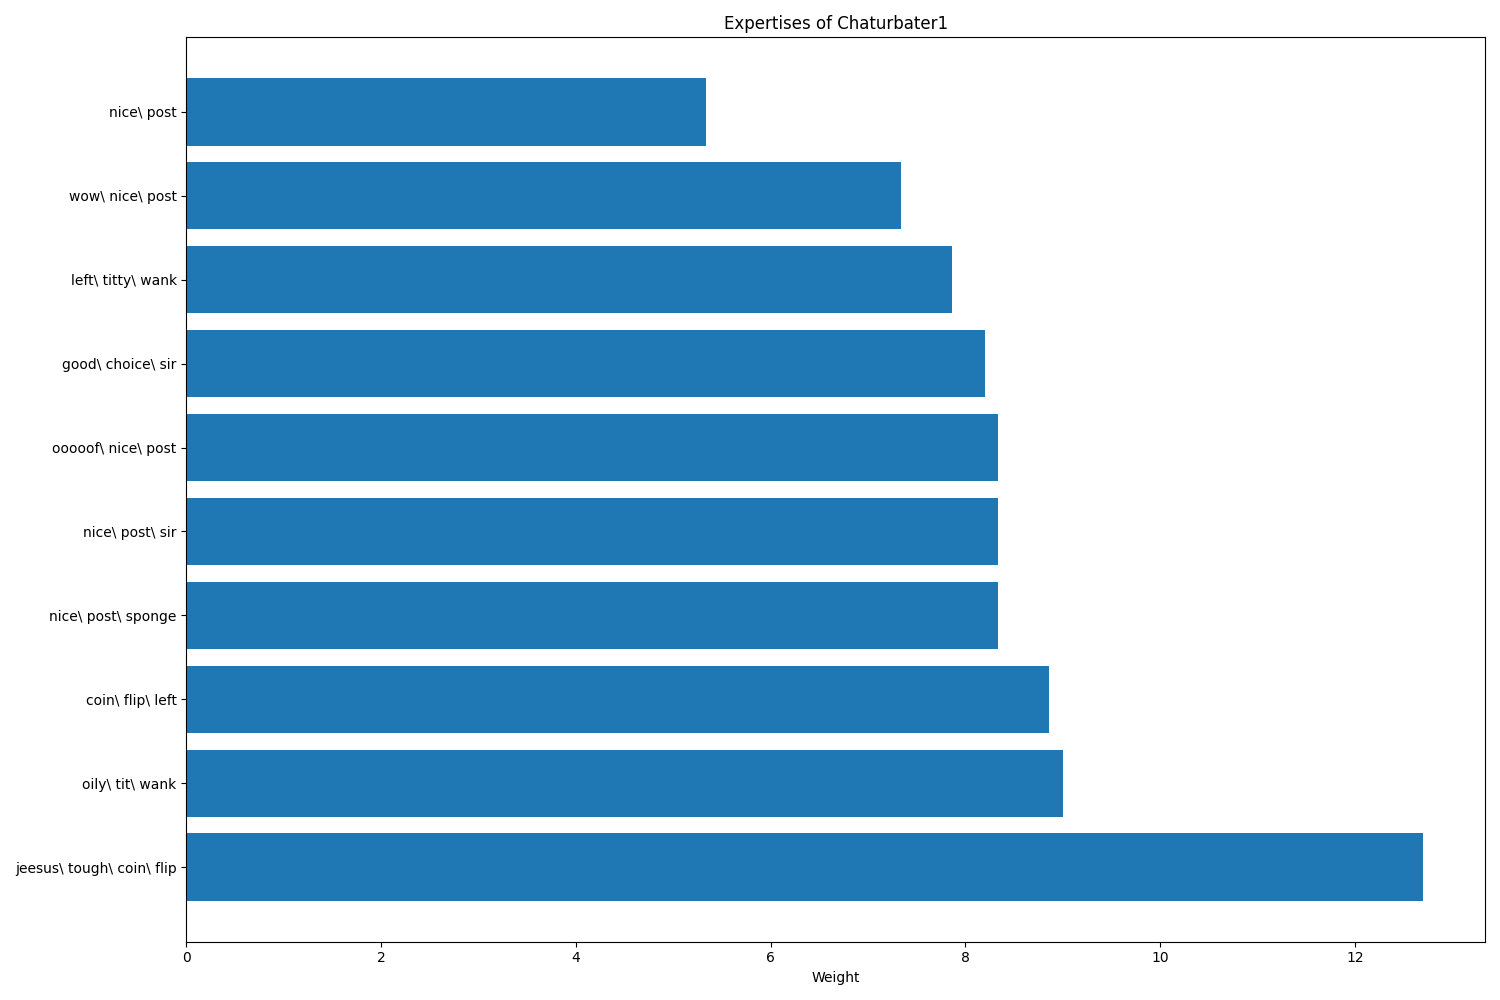 Expertises of Chaturbater1
nice\ post
wow\ nice\ post
left\ titty\ wank
good\ choice\ sir
ooooof\ nice\ post
nice\ post\ sir
nice\ post\ sponge
coin\ flip\ left
oily\ tit\ wank
jeesus\ tough\ coin\ flip
0 2 4 6 8 10 12
Weight